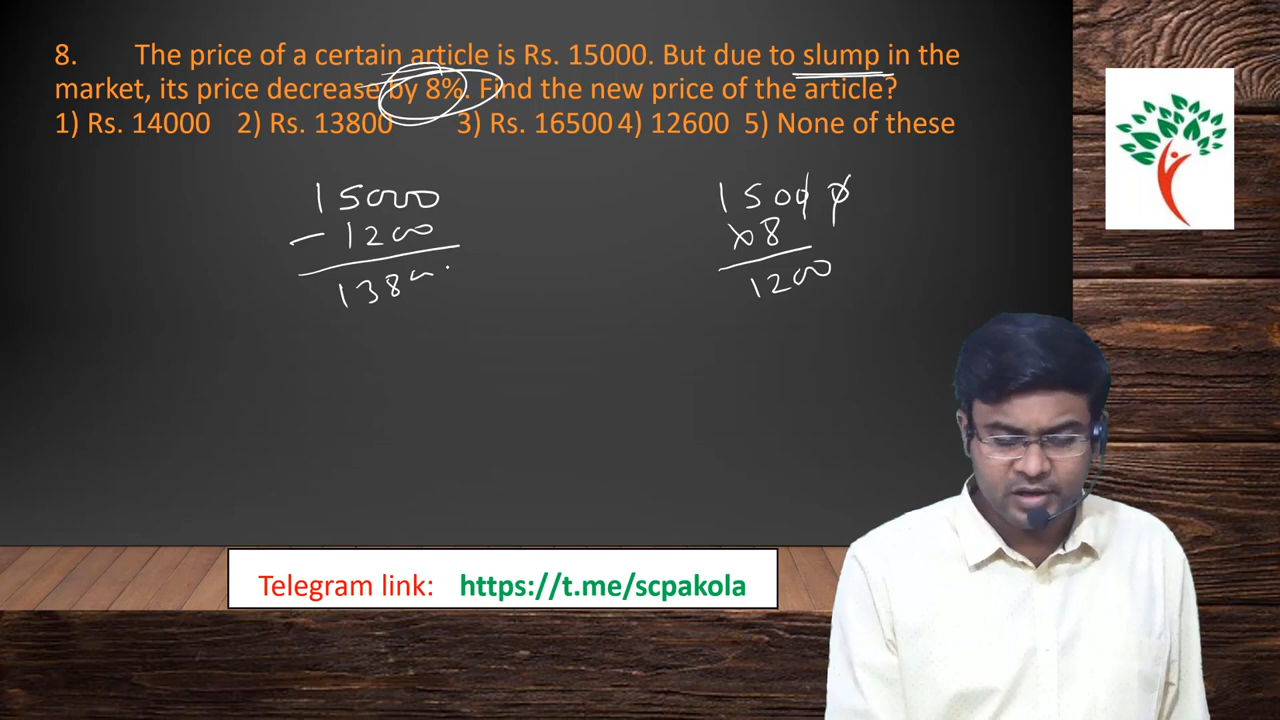 8. The price of a certain article is Rs. 15000. But due to slump in the
market, its price decrease by 8%. Find the new price of the article?
1) Rs. 14000 2) Rs. 13800 3) Rs. 16500 4) 12600 5) None of these
15000
- 1200
1380
15000
x 8
1200
Telegram link: https://t.me/scpakola